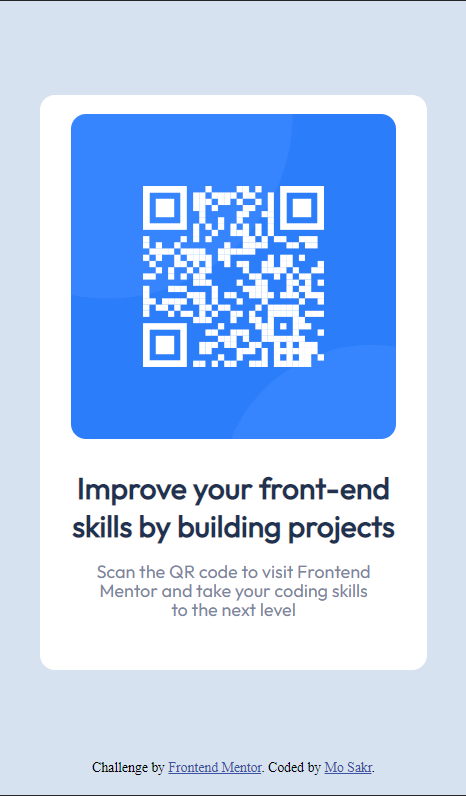 Improve your front-end
skills by building projects
Scan the QR code to visit Frontend
Mentor and take your coding skills
to the next level
Challenge by Frontend Mentor. Coded by Mo Sakr.